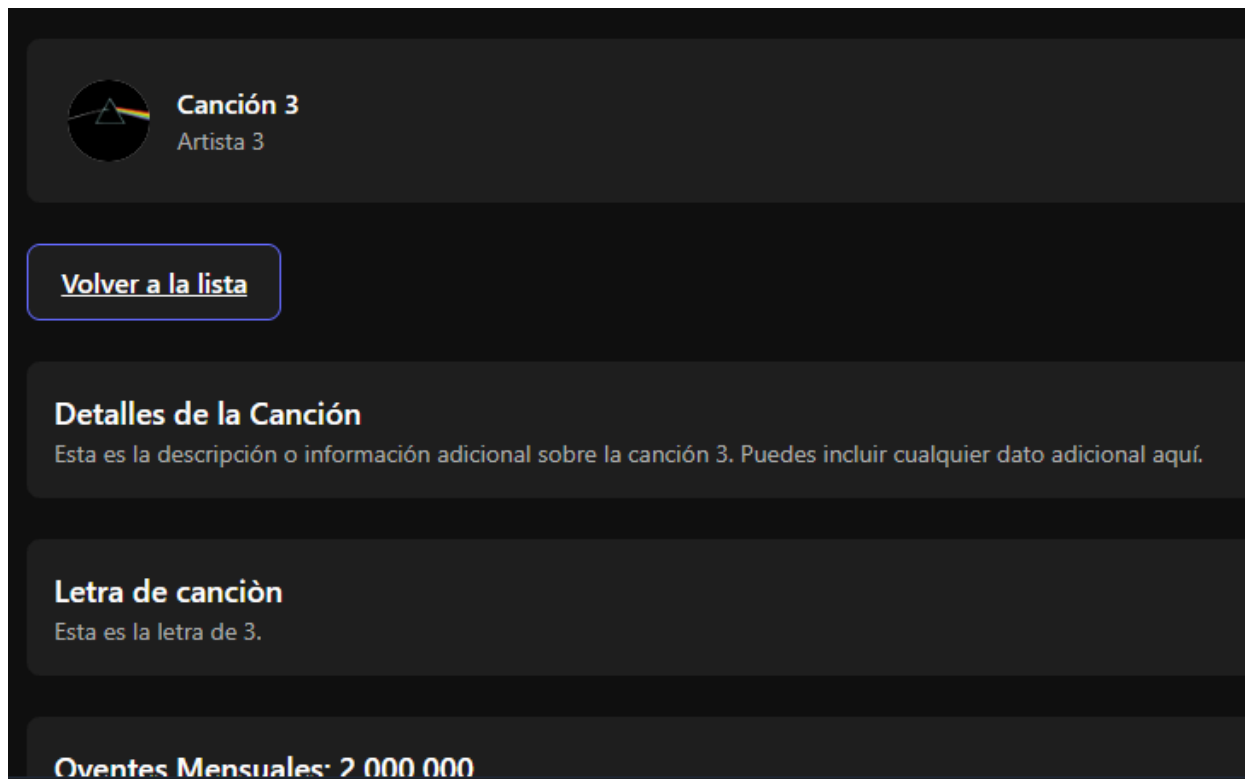 Canción 3
Artista 3
Volver a la lista
Detalles de la Canción
Esta es la descripción o información adicional sobre la canción 3. Puedes incluir cualquier dato adicional aquí.
Letra de canciòn
Esta es la letra de 3.
Oyentes Mensuales: 2 000 000